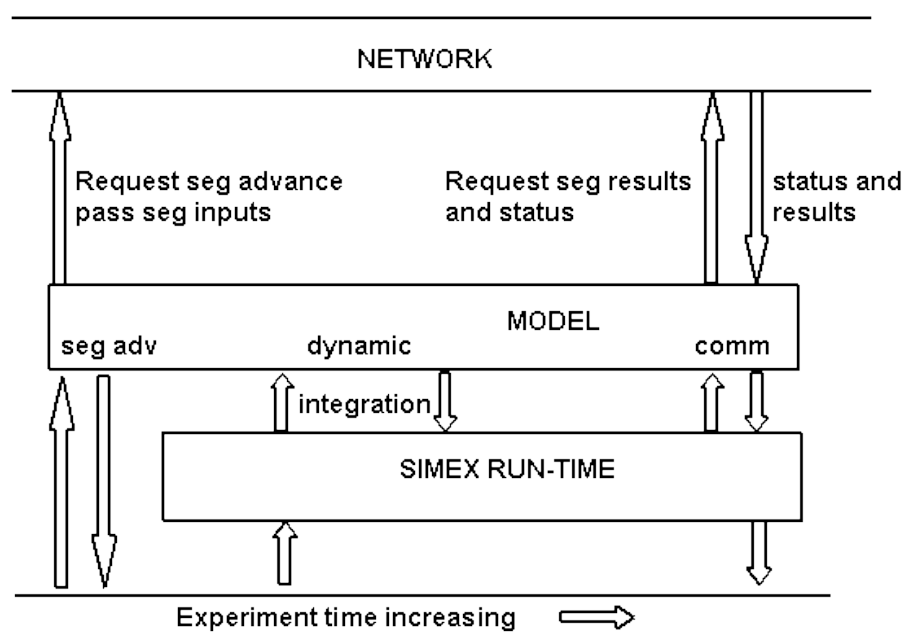 NETWORK
Request seg advance
pass seg inputs
Request seg results
and status
status and
results
MODEL
seg adv
dynamic
comm
integration
SIMEX RUN-TIME
Experiment time increasing